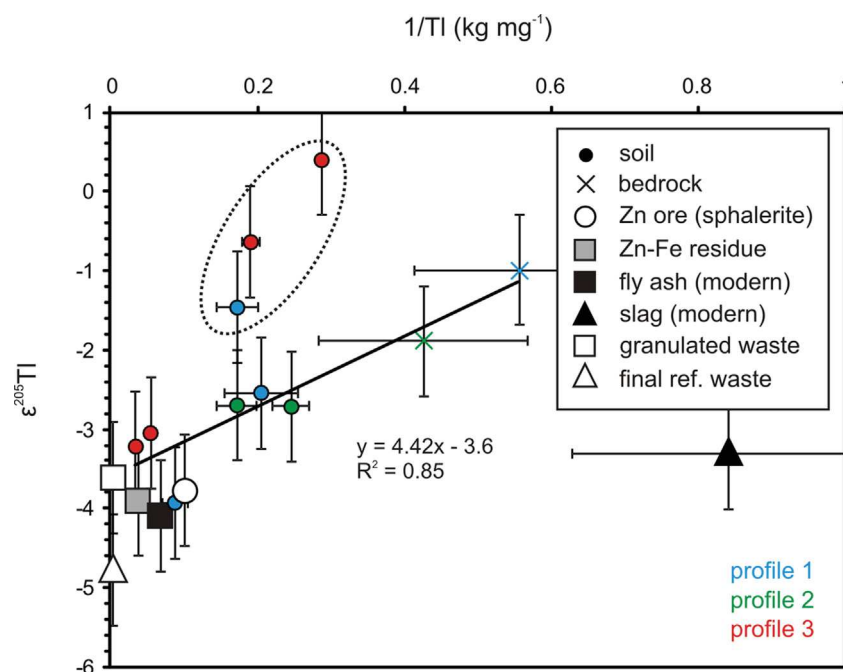 1/Tl (kg mg⁻¹)
0 0.2 0.4 0.6 0.8 1
ε²⁰⁵Tl
1
0
-1
-2
-3
-4
-5
-6
soil
bedrock
Zn ore (sphalerite)
Zn-Fe residue
fly ash (modern)
slag (modern)
granulated waste
final ref. waste
y = 4.42x - 3.6
R² = 0.85
profile 1
profile 2
profile 3